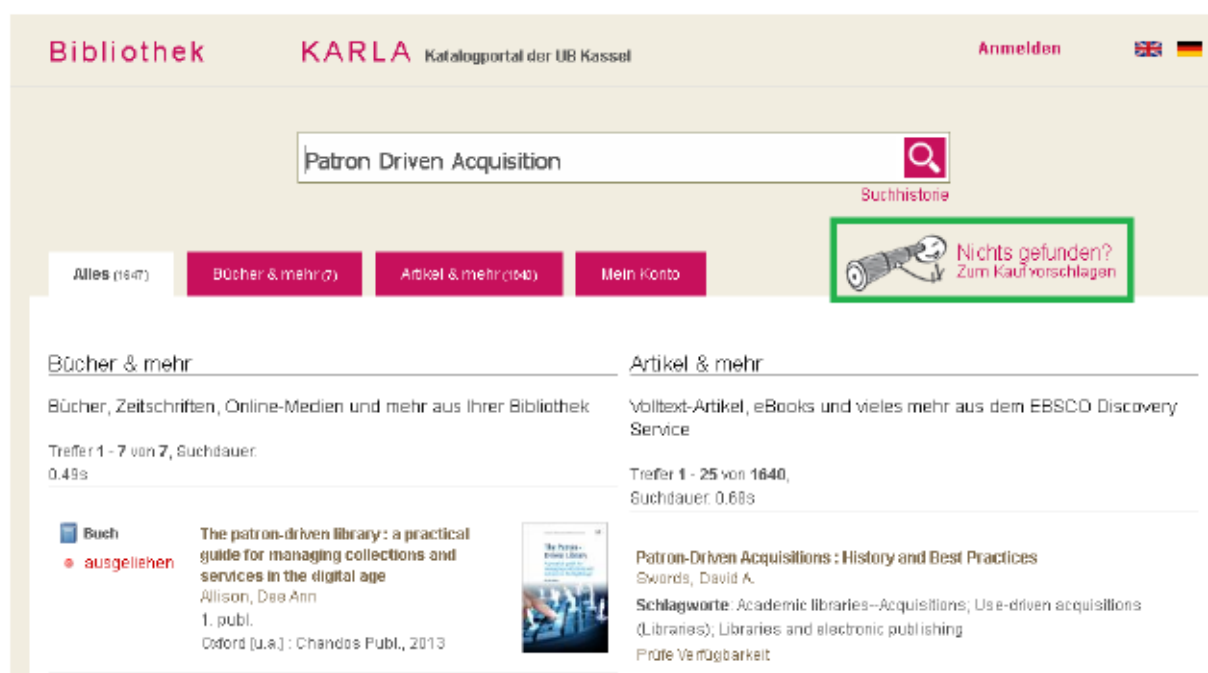 Bibliothek KARLA Katalogportal der UB Kassel Anmelden
Patron Driven Acquisition
Suchhistorie
Nichts gefunden?
Zum Kaufvorschlagen
Alles (1647) Bücher & mehr (7) Artikel & mehr (1640) Mein Konto
Bücher & mehr
Bücher, Zeitschriften, Online-Medien und mehr aus Ihrer Bibliothek
Treffer 1 - 7 von 7, Suchdauer:
0.49s
Buch
ausgeliehen
The patron-driven library : a practical
guide for managing collections and
services in the digital age
Allison, Dee Ann
1. publ.
Oxford [u.a.] : Chandos Publ., 2013
The Patron-
Driven Library
Artikel & mehr
Volltext-Artikel, eBooks und vieles mehr aus dem EBSCO Discovery
Service
Treffer 1 - 25 von 1640,
Suchdauer: 0.68s
Patron-Driven Acquisitions : History and Best Practices
Swords, David A.
Schlagworte: Academic libraries--Acquisitions; Use-driven acquisitions
(Libraries); Libraries and electronic publishing
Prüfe Verfügbarkeit